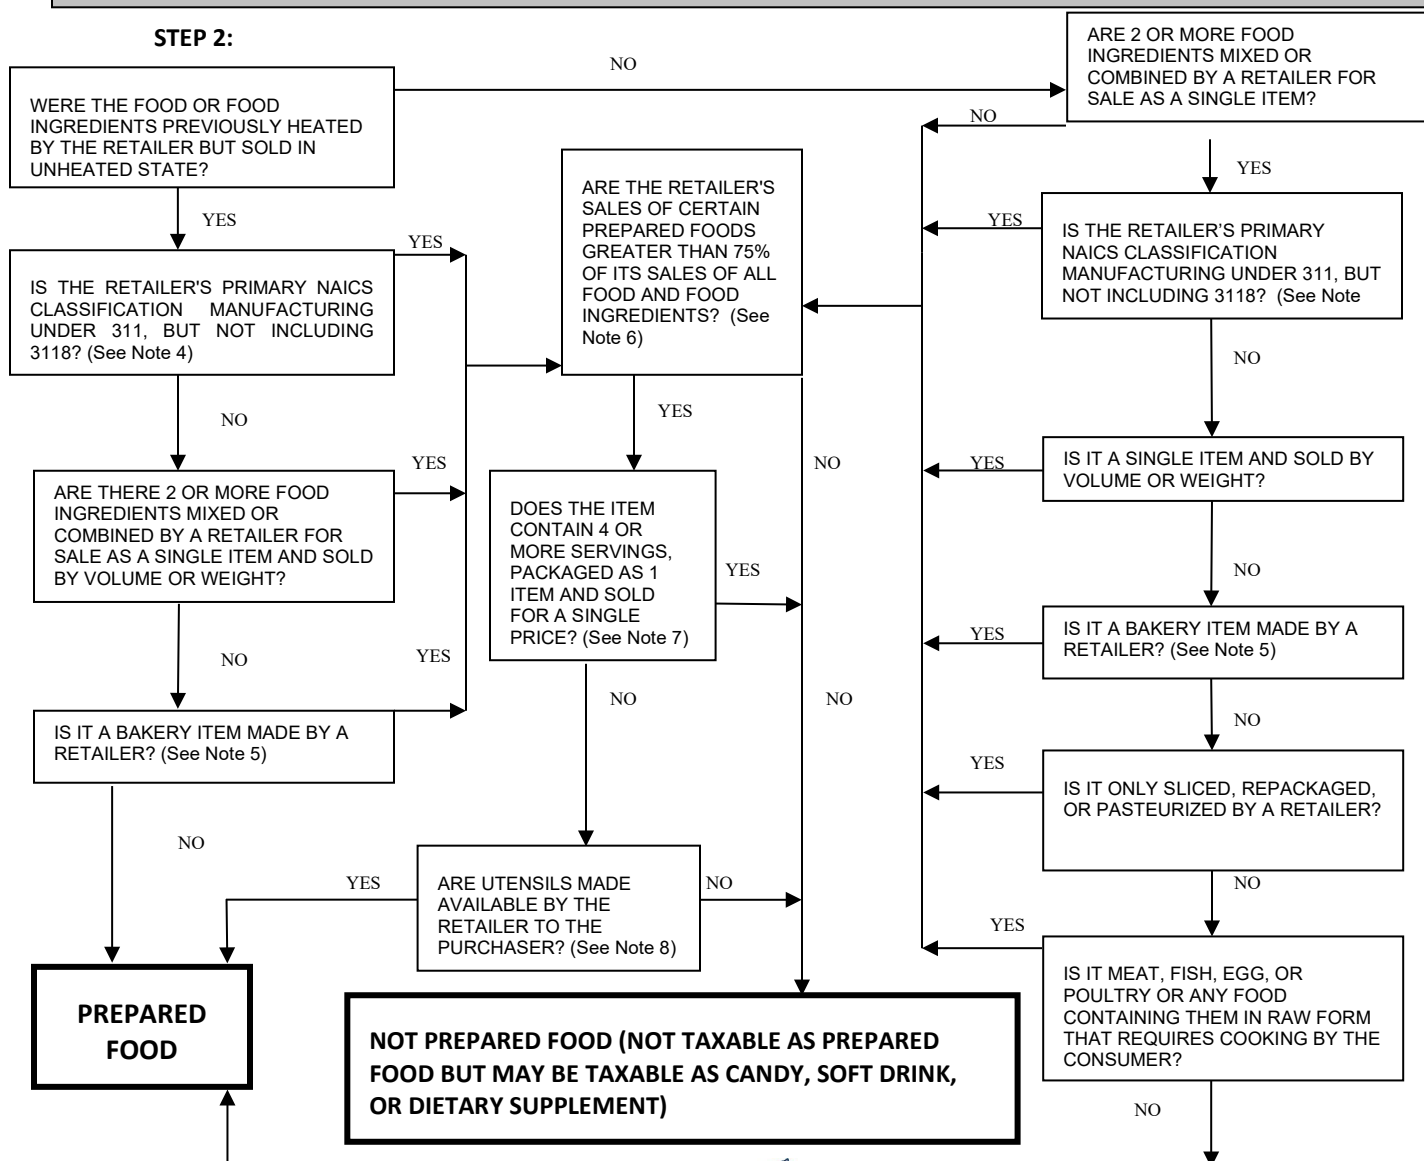 STEP 2:
NO
ARE 2 OR MORE FOOD
INGREDIENTS MIXED OR
COMBINED BY A RETAILER FOR
SALE AS A SINGLE ITEM?
WERE THE FOOD OR FOOD
INGREDIENTS PREVIOUSLY HEATED
BY THE RETAILER BUT SOLD IN
UNHEATED STATE?
NO
YES
YES
ARE THE RETAILER'S
SALES OF CERTAIN
PREPARED FOODS
GREATER THAN 75%
OF ITS SALES OF ALL
FOOD AND FOOD
INGREDIENTS? (See
Note 6)
YES
YES
IS THE RETAILER'S PRIMARY NAICS
CLASSIFICATION MANUFACTURING
UNDER 311, BUT NOT INCLUDING
3118? (See Note 4)
IS THE RETAILER'S PRIMARY
NAICS CLASSIFICATION
MANUFACTURING UNDER 311, BUT
NOT INCLUDING 3118? (See Note
NO
YES
NO
YES
NO
YES
IS IT A SINGLE ITEM AND SOLD BY
VOLUME OR WEIGHT?
ARE THERE 2 OR MORE FOOD
INGREDIENTS MIXED OR
COMBINED BY A RETAILER FOR
SALE AS A SINGLE ITEM AND SOLD
BY VOLUME OR WEIGHT?
DOES THE ITEM
CONTAIN 4 OR
MORE SERVINGS,
PACKAGED AS 1
ITEM AND SOLD
FOR A SINGLE
PRICE? (See Note 7)
YES
NO
NO
YES
YES
IS IT A BAKERY ITEM MADE BY A
RETAILER? (See Note 5)
NO
NO
NO
IS IT A BAKERY ITEM MADE BY A
RETAILER? (See Note 5)
YES
IS IT ONLY SLICED, REPACKAGED,
OR PASTEURIZED BY A RETAILER?
NO
YES
ARE UTENSILS MADE
AVAILABLE BY THE
RETAILER TO THE
PURCHASER? (See Note 8)
NO
NO
YES
IS IT MEAT, FISH, EGG, OR
POULTRY OR ANY FOOD
CONTAINING THEM IN RAW FORM
THAT REQUIRES COOKING BY THE
CONSUMER?
PREPARED
FOOD
NOT PREPARED FOOD (NOT TAXABLE AS PREPARED
FOOD BUT MAY BE TAXABLE AS CANDY, SOFT DRINK,
OR DIETARY SUPPLEMENT)
NO